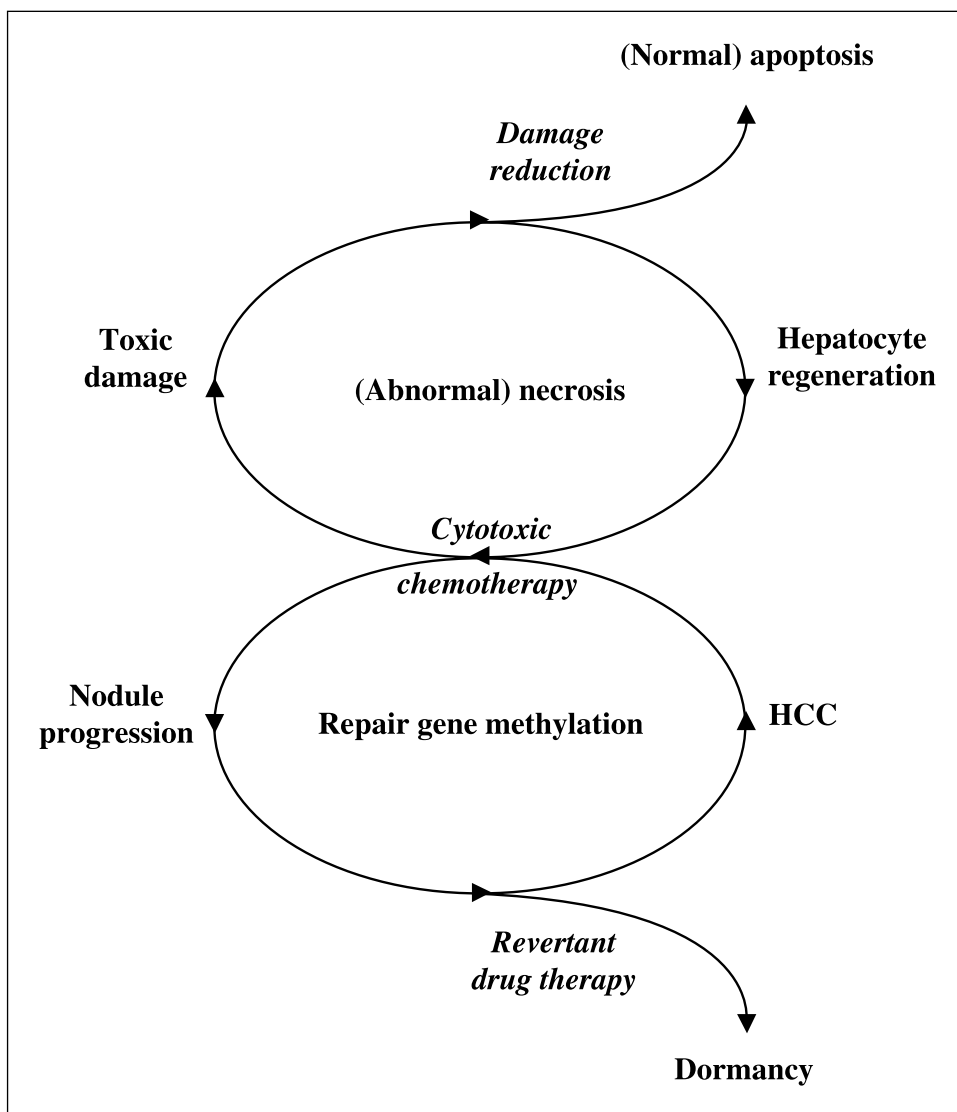 (Normal) apoptosis
Damage
reduction
Toxic
damage
Hepatocyte
regeneration
(Abnormal) necrosis
Cytotoxic
chemotherapy
Nodule
progression
Repair gene methylation
HCC
Revertant
drug therapy
Dormancy